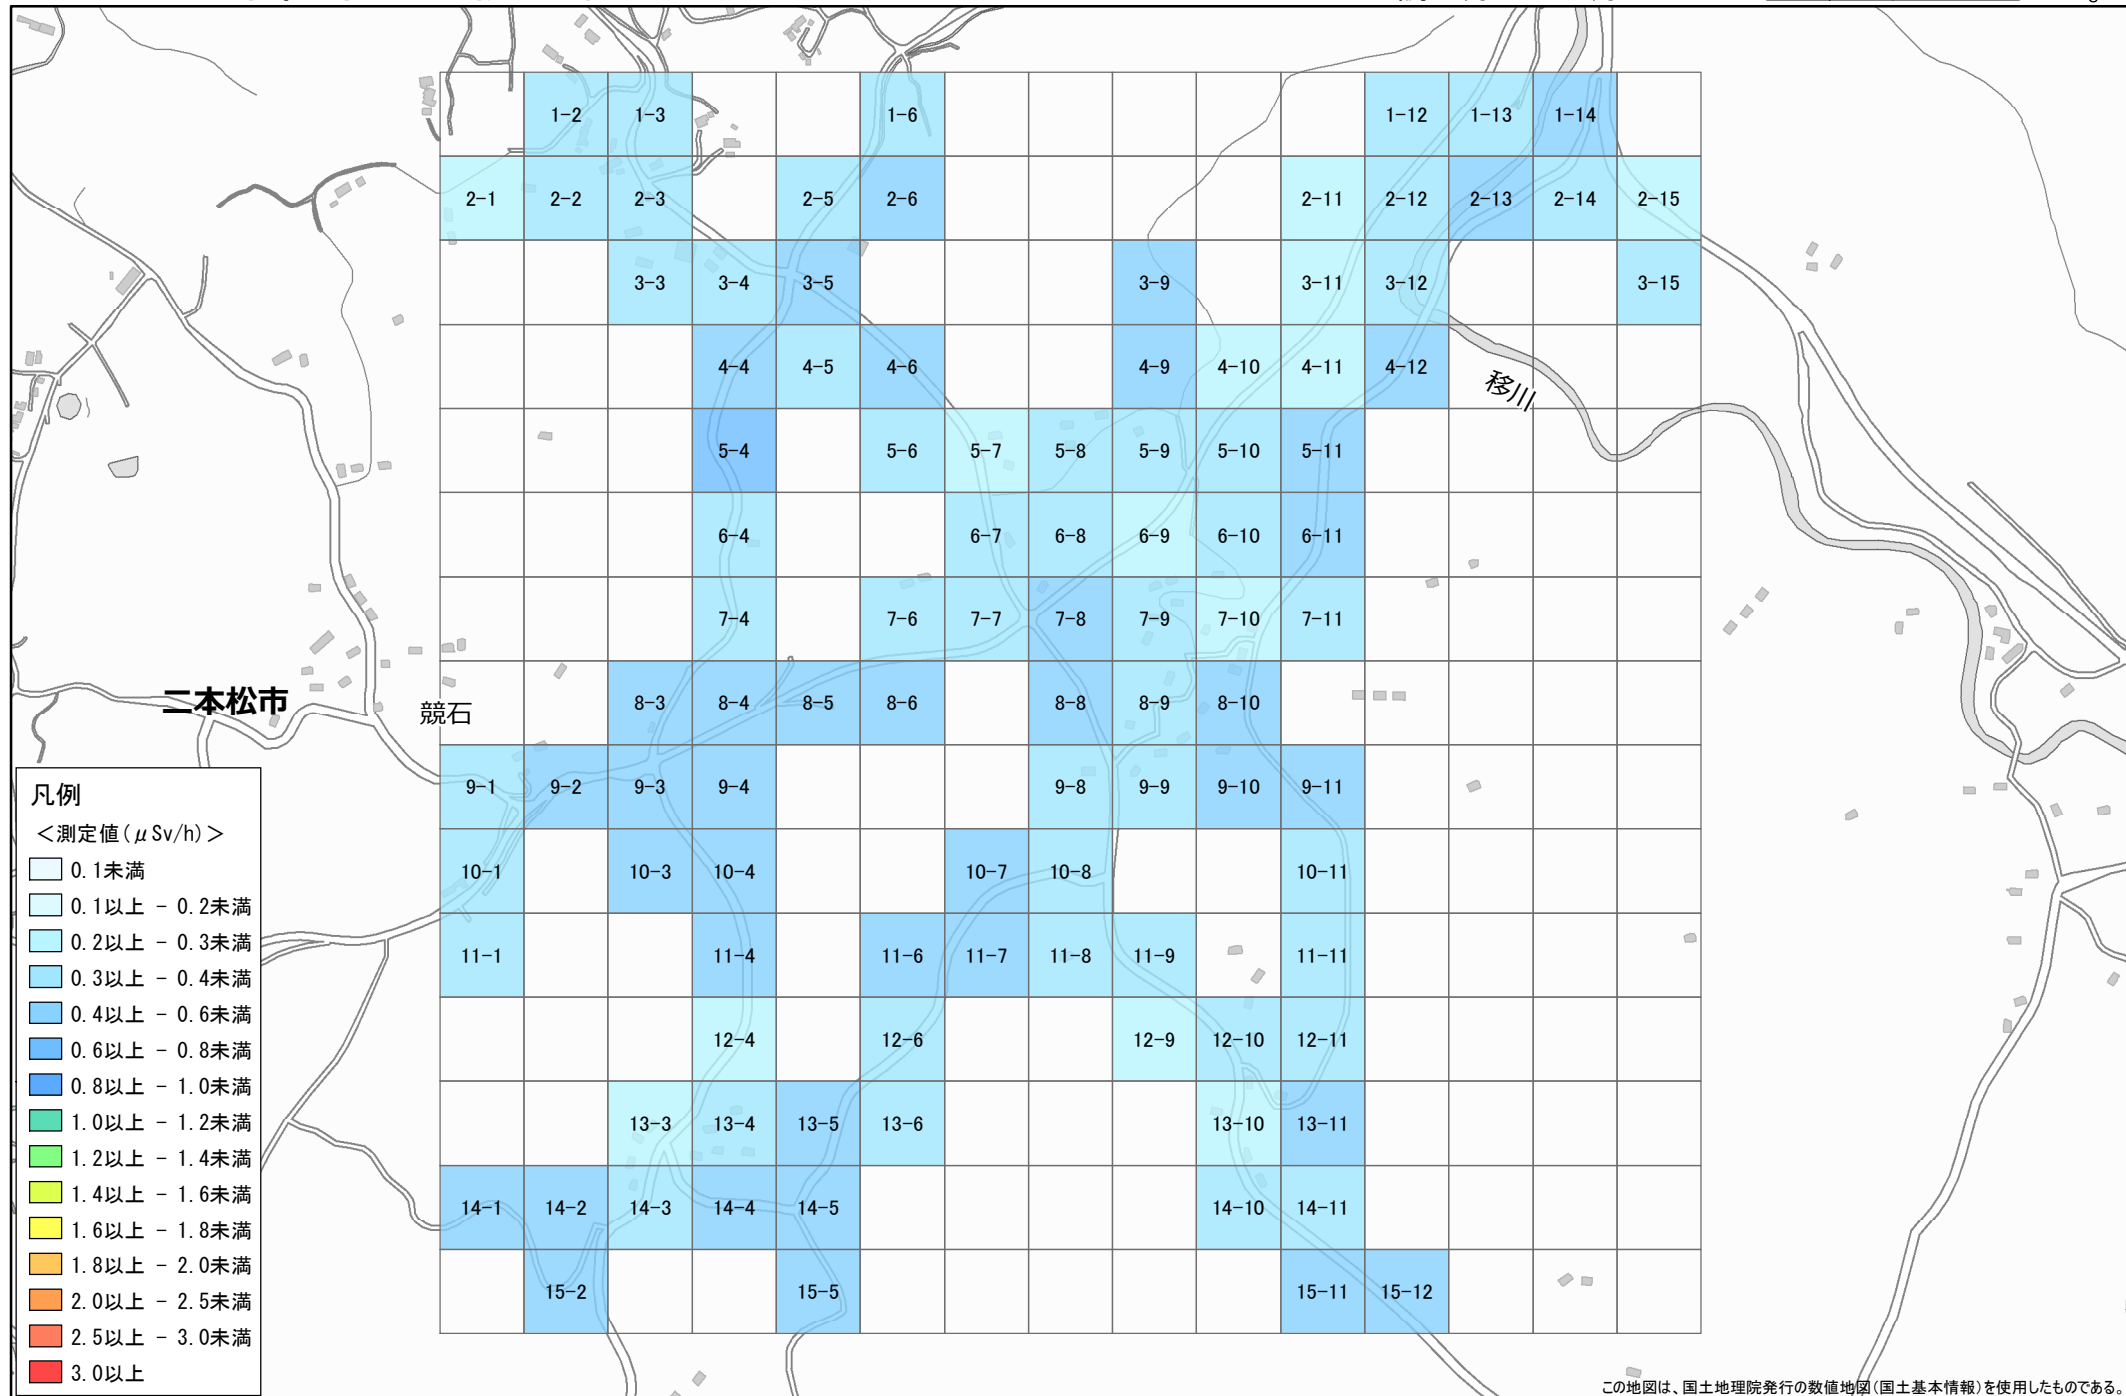 1-2 1-3 1-6 1-12 1-13 1-14
2-1 2-2 2-3 2-5 2-6 2-11 2-12 2-13 2-14 2-15
3-3 3-4 3-5 3-9 3-11 3-12 3-15
4-4 4-5 4-6 4-9 4-10 4-11 4-12
移川
5-4 5-6 5-7 5-8 5-9 5-10 5-11
6-4 6-7 6-8 6-9 6-10 6-11
7-4 7-6 7-7 7-8 7-9 7-10 7-11
二本松市
競石
8-3 8-4 8-5 8-6 8-8 8-9 8-10
9-1 9-2 9-3 9-4 9-8 9-9 9-10 9-11
10-1 10-3 10-4 10-7 10-8 10-11
11-1 11-4 11-6 11-7 11-8 11-9 11-11
12-4 12-6 12-9 12-10 12-11
13-3 13-4 13-5 13-6 13-10 13-11
14-1 14-2 14-3 14-4 14-5 14-10 14-11
15-2 15-5 15-11 15-12
凡例
<測定値(μSv/h)>
0.1未満
0.1以上 - 0.2未満
0.2以上 - 0.3未満
0.3以上 - 0.4未満
0.4以上 - 0.6未満
0.6以上 - 0.8未満
0.8以上 - 1.0未満
1.0以上 - 1.2未満
1.2以上 - 1.4未満
1.4以上 - 1.6未満
1.6以上 - 1.8未満
1.8以上 - 2.0未満
2.0以上 - 2.5未満
2.5以上 - 3.0未満
3.0以上
この地図は、国土地理院発行の数値地図(国土基本情報)を使用したものである。